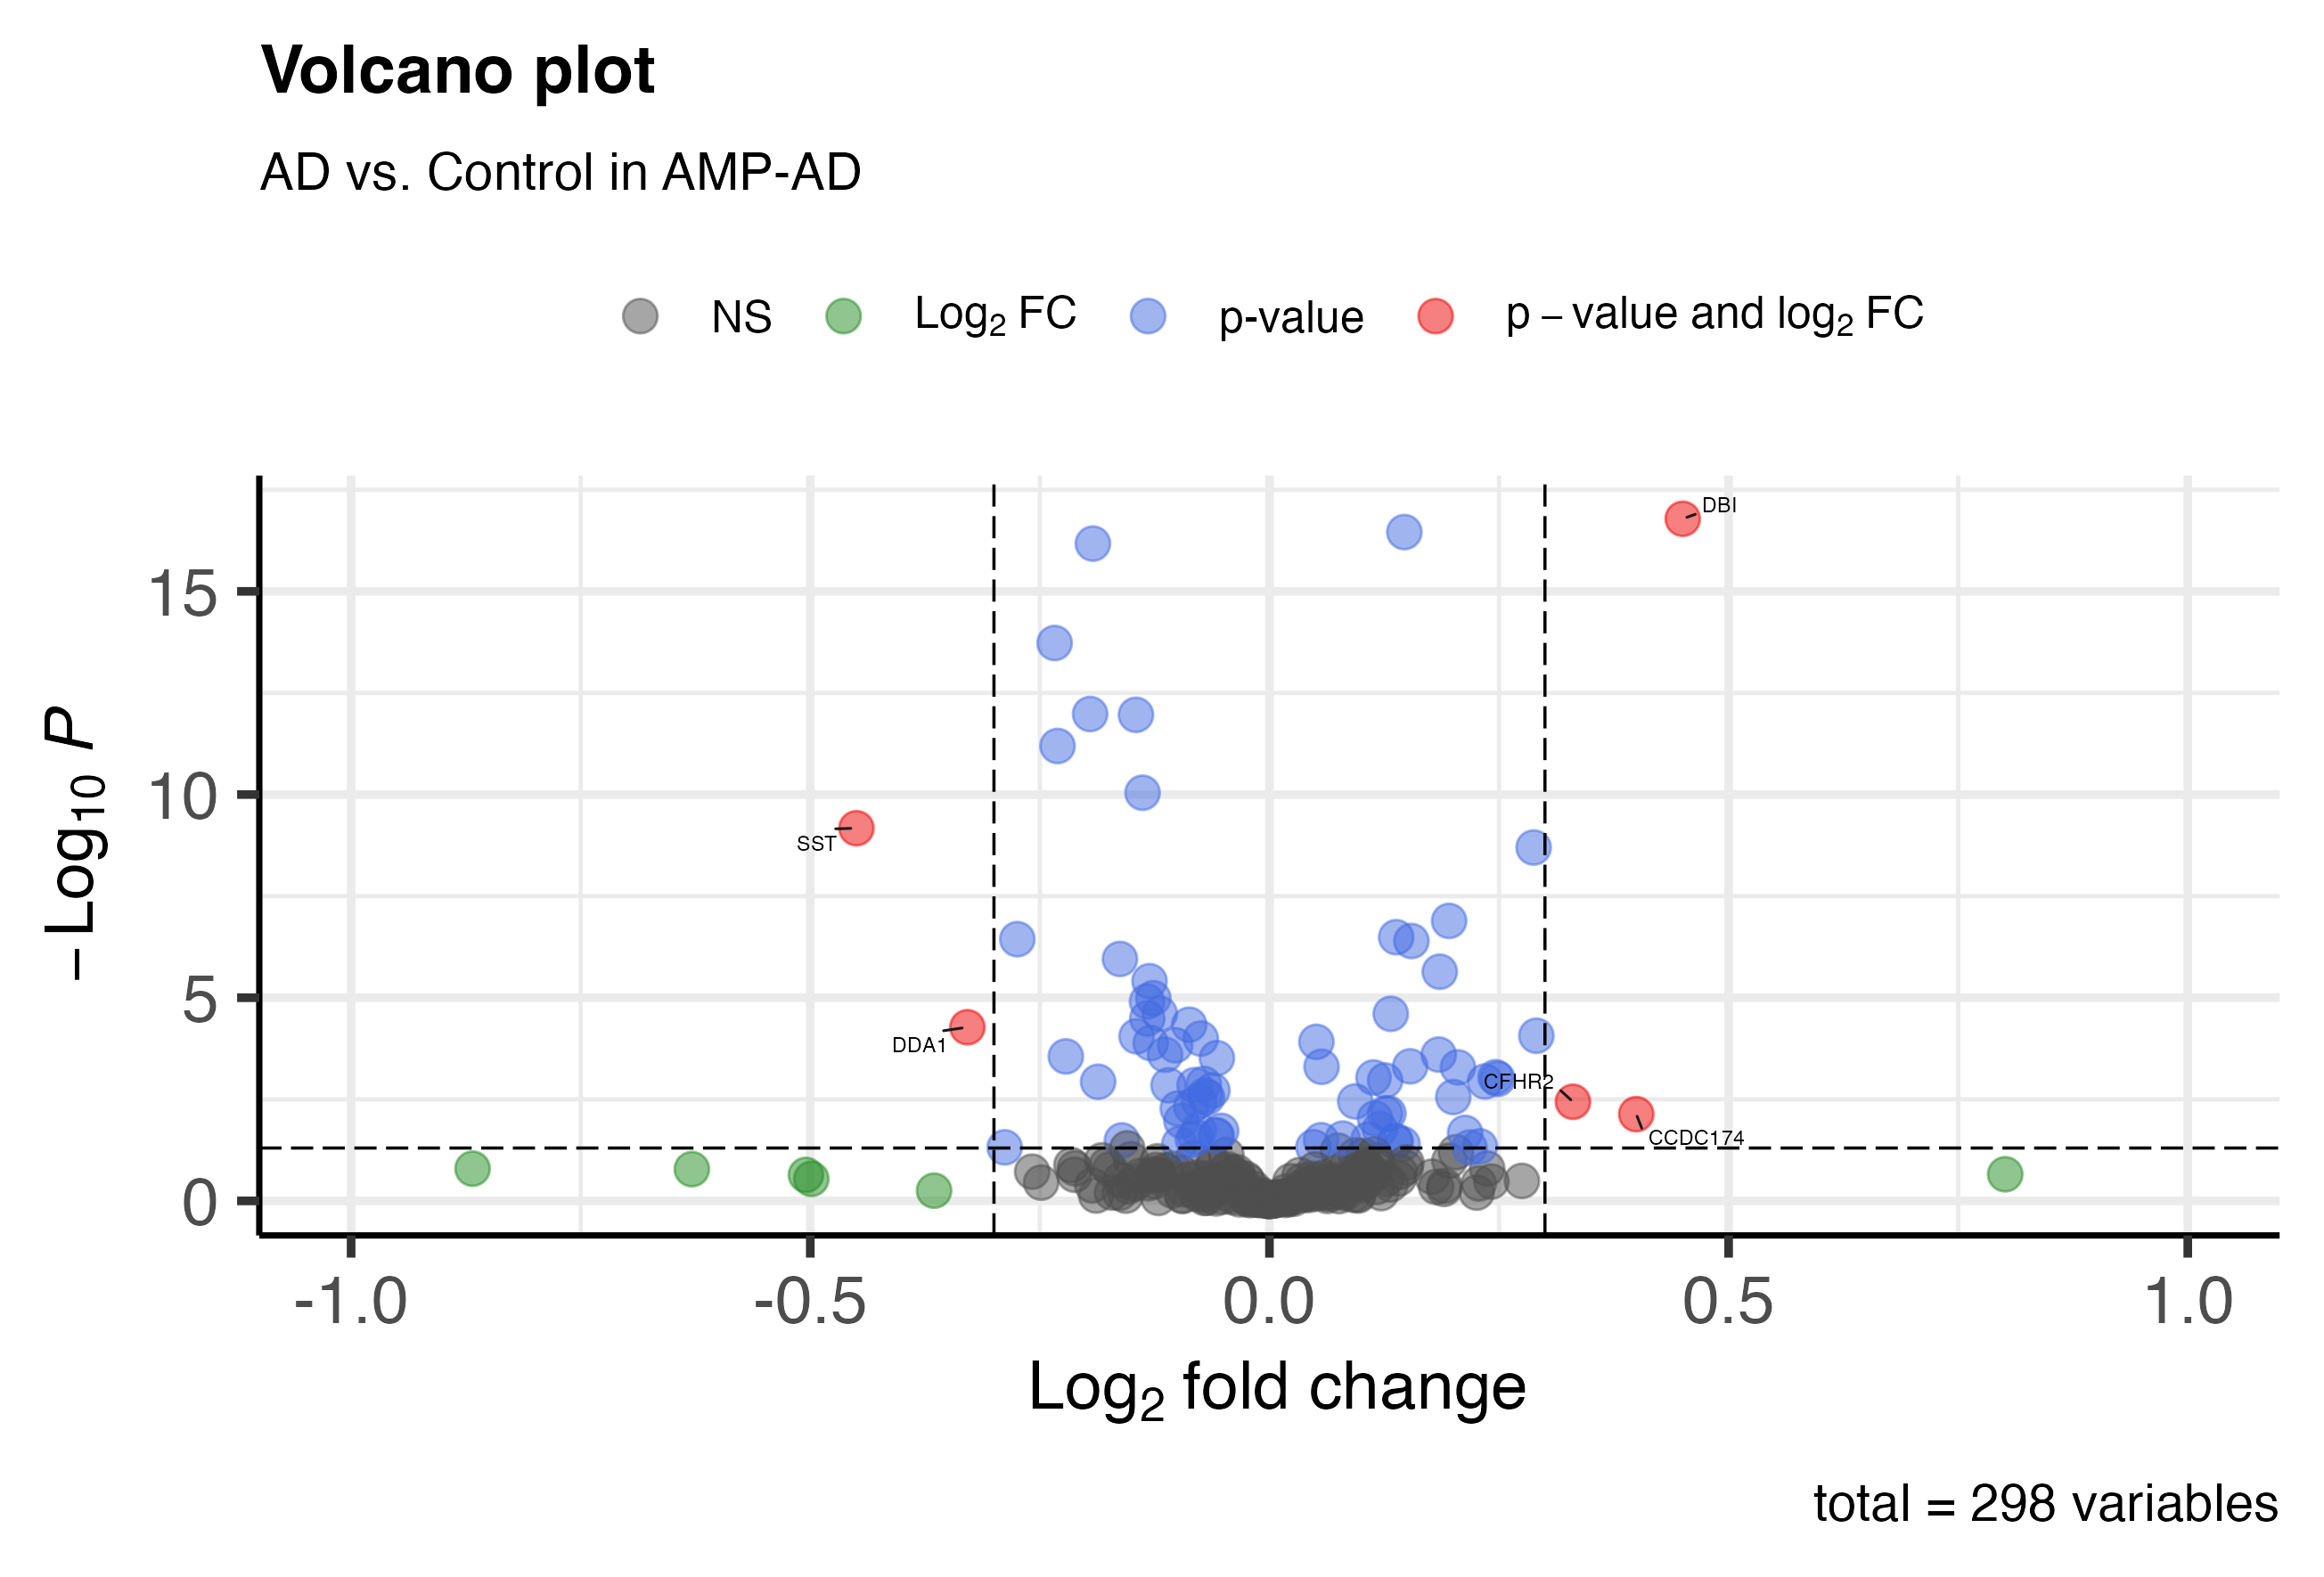 Volcano plot
AD vs. Control in AMP-AD
NS Log2 FC p-value p – value and log2 FC
DBI
15
10
SST
5
DDA1
CFHR2
CCDC174
0
-1.0 -0.5 0.0 0.5 1.0
–Log10 P
Log2 fold change
total = 298 variables